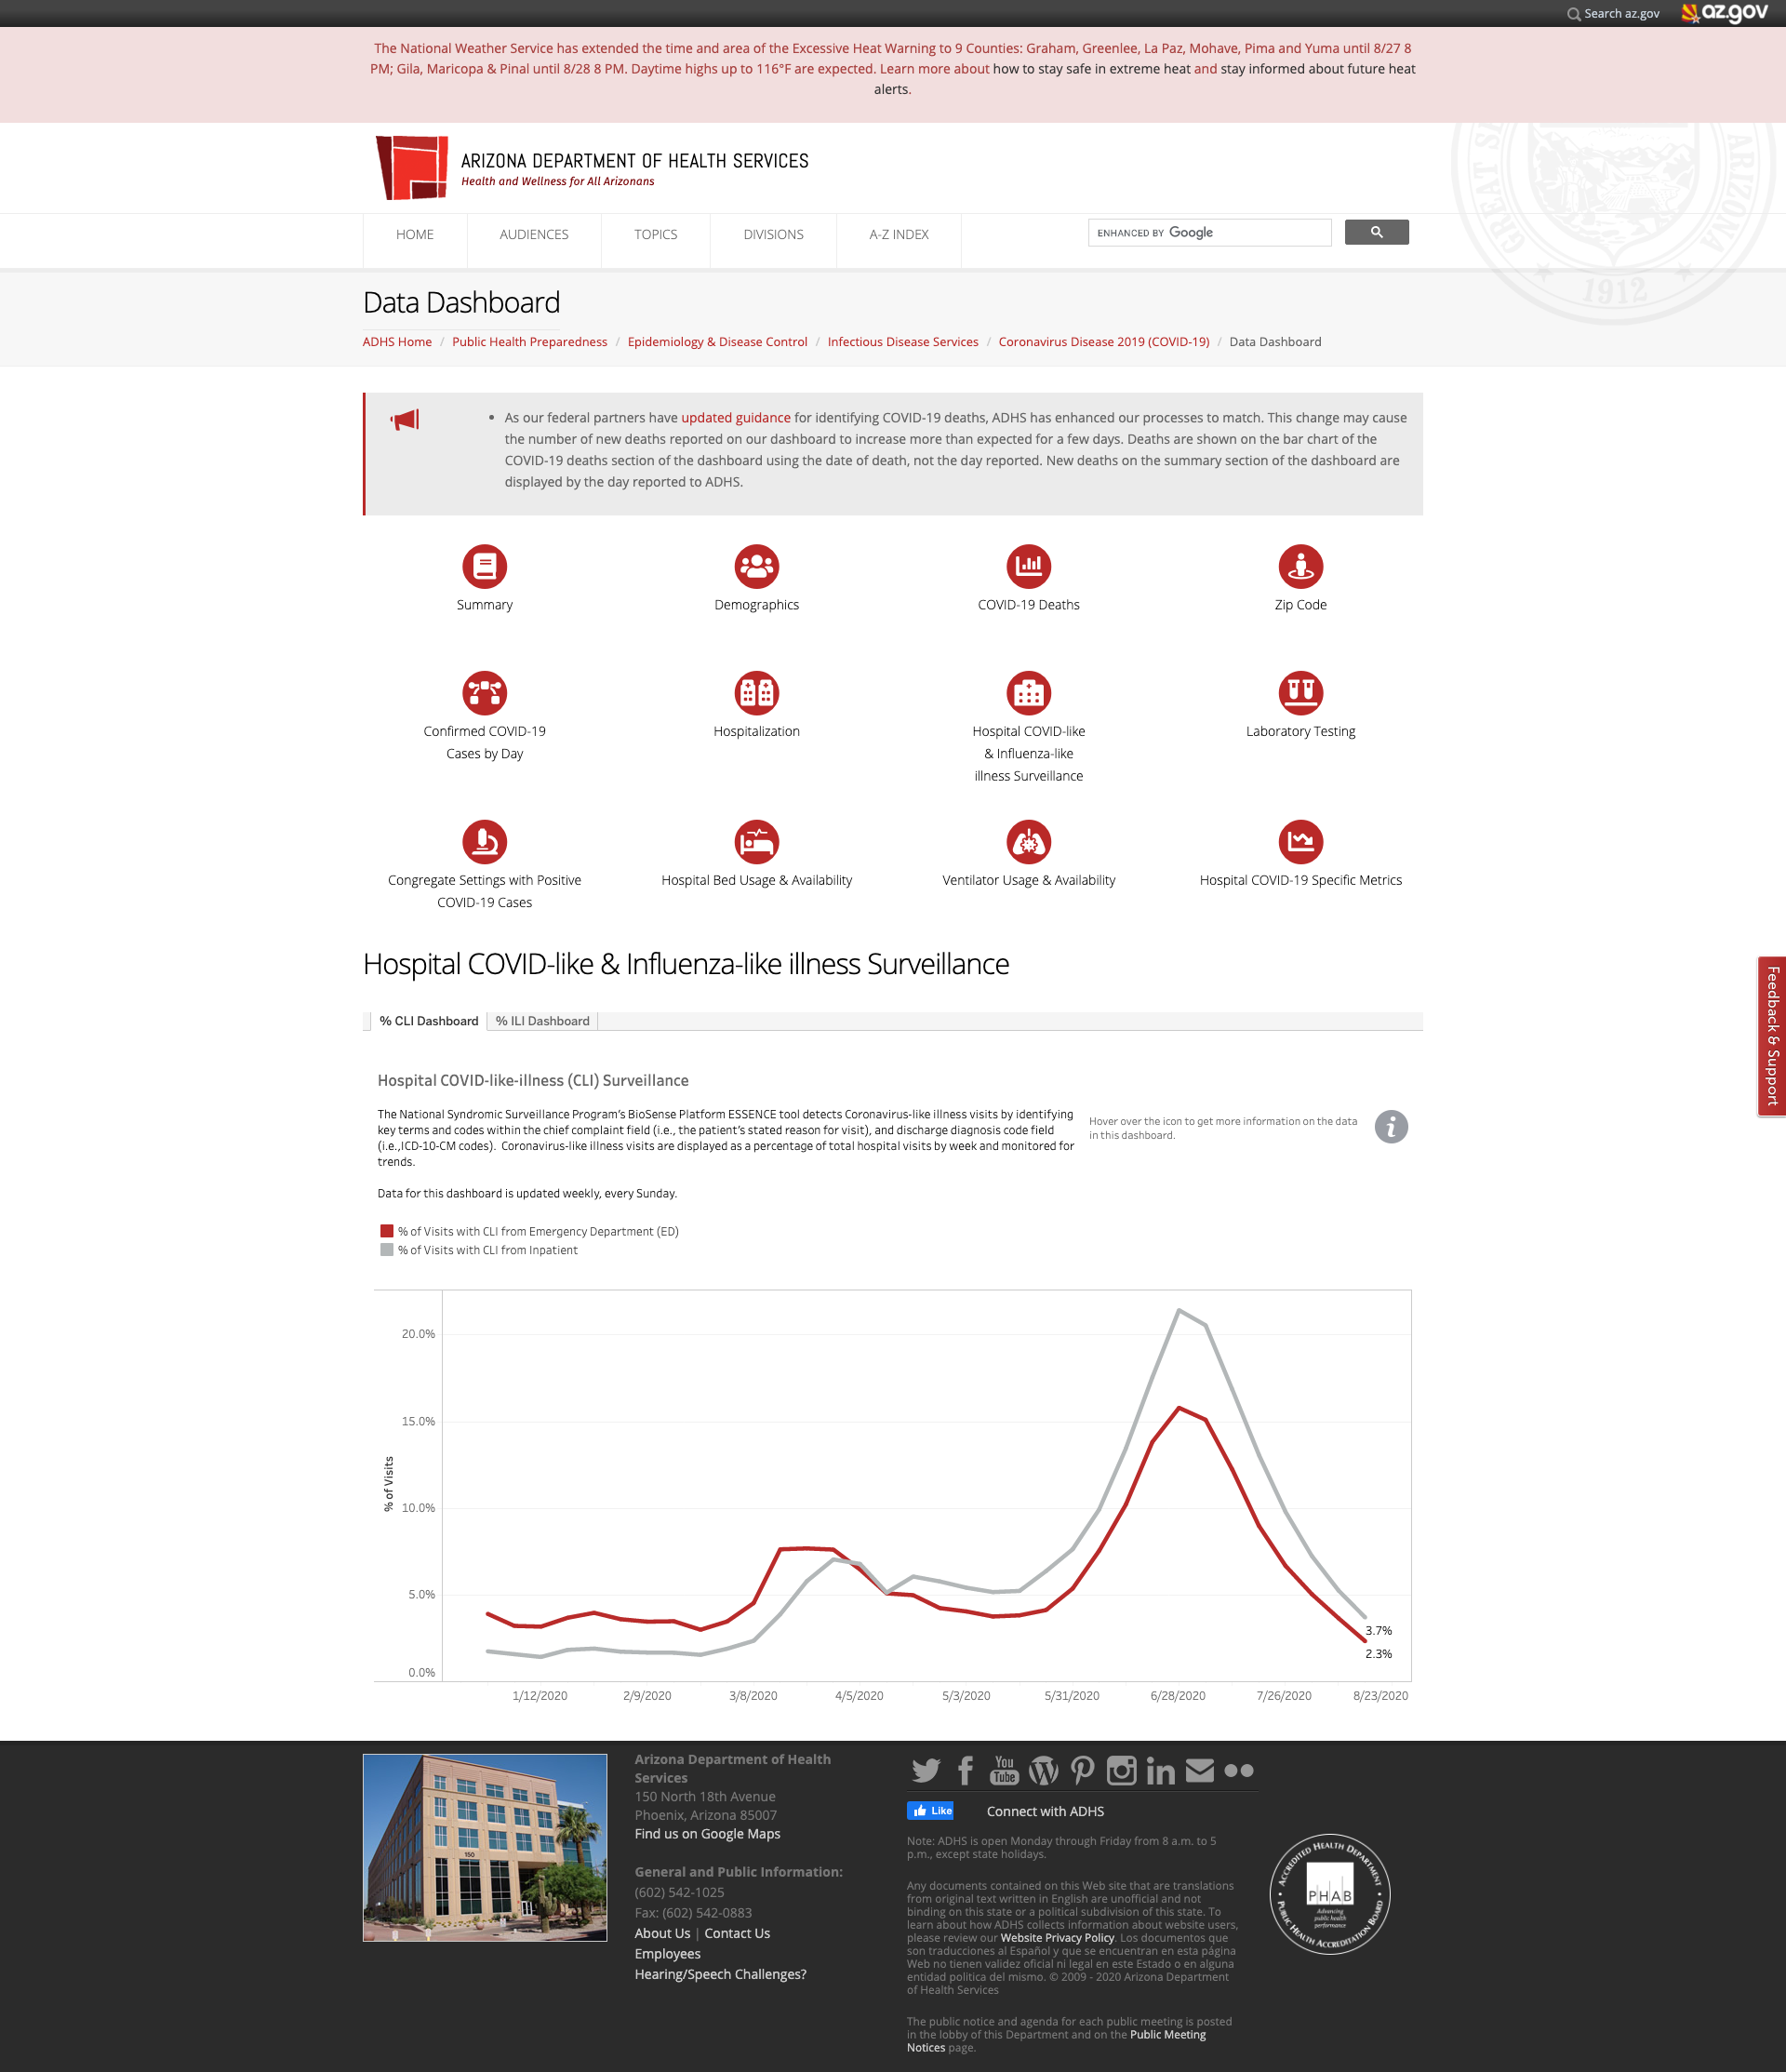 Search az.gov
az.gov
The National Weather Service has extended the time and area of the Excessive Heat Warning to 9 Counties: Graham, Greenlee, La Paz, Mohave, Pima and Yuma until 8/27 8
PM; Gila, Maricopa & Pinal until 8/28 8 PM. Daytime highs up to 116°F are expected. Learn more about how to stay safe in extreme heat and stay informed about future heat
alerts.
ARIZONA DEPARTMENT OF HEALTH SERVICES
Health and Wellness for All Arizonans
GREAT S
ARIZONA
1912
HOME
AUDIENCES
TOPICS
DIVISIONS
A-Z INDEX
ENHANCED BY Google
Data Dashboard
ADHS Home / Public Health Preparedness / Epidemiology & Disease Control / Infectious Disease Services / Coronavirus Disease 2019 (COVID-19) / Data Dashboard
• As our federal partners have updated guidance for identifying COVID-19 deaths, ADHS has enhanced our processes to match. This change may cause
the number of new deaths reported on our dashboard to increase more than expected for a few days. Deaths are shown on the bar chart of the
COVID-19 deaths section of the dashboard using the date of death, not the day reported. New deaths on the summary section of the dashboard are
displayed by the day reported to ADHS.
Summary
Demographics
COVID-19 Deaths
Zip Code
Confirmed COVID-19
Cases by Day
Hospitalization
Hospital COVID-like
& Influenza-like
illness Surveillance
Laboratory Testing
Congregate Settings with Positive
COVID-19 Cases
Hospital Bed Usage & Availability
Ventilator Usage & Availability
Hospital COVID-19 Specific Metrics
Hospital COVID-like & Influenza-like illness Surveillance
Feedback & Support
% CLI Dashboard
% ILI Dashboard
Hospital COVID-like-illness (CLI) Surveillance
The National Syndromic Surveillance Program's BioSense Platform ESSENCE tool detects Coronavirus-like illness visits by identifying
key terms and codes within the chief complaint field (i.e., the patient's stated reason for visit), and discharge diagnosis code field
(i.e.,ICD-10-CM codes). Coronavirus-like illness visits are displayed as a percentage of total hospital visits by week and monitored for
trends.
Data for this dashboard is updated weekly, every Sunday.
Hover over the icon to get more information on the data
in this dashboard.
i
% of Visits with CLI from Emergency Department (ED)
% of Visits with CLI from Inpatient
% of Visits
20.0%
15.0%
10.0%
5.0%
0.0%
3.7%
2.3%
1/12/2020
2/9/2020
3/8/2020
4/5/2020
5/3/2020
5/31/2020
6/28/2020
7/26/2020
8/23/2020
150
Arizona Department of Health
Services
150 North 18th Avenue
Phoenix, Arizona 85007
Find us on Google Maps
General and Public Information:
(602) 542-1025
Fax: (602) 542-0883
About Us | Contact Us
Employees
Hearing/Speech Challenges?
You
Tube
Like
Connect with ADHS
Note: ADHS is open Monday through Friday from 8 a.m. to 5
p.m., except state holidays.
Any documents contained on this Web site that are translations
from original text written in English are unofficial and not
binding on this state or a political subdivision of this state. To
learn about how ADHS collects information about website users,
please review our Website Privacy Policy. Los documentos que
son traducciones al Español y que se encuentran en esta página
Web no tienen validez oficial ni legal en este Estado o en alguna
entidad politica del mismo. © 2009 - 2020 Arizona Department
of Health Services
The public notice and agenda for each public meeting is posted
in the lobby of this Department and on the Public Meeting
Notices page.
ACCREDITED HEALTH DEPARTMENT
PHAB
Advancing
public health
performance
PUBLIC HEALTH ACCREDITATION BOARD